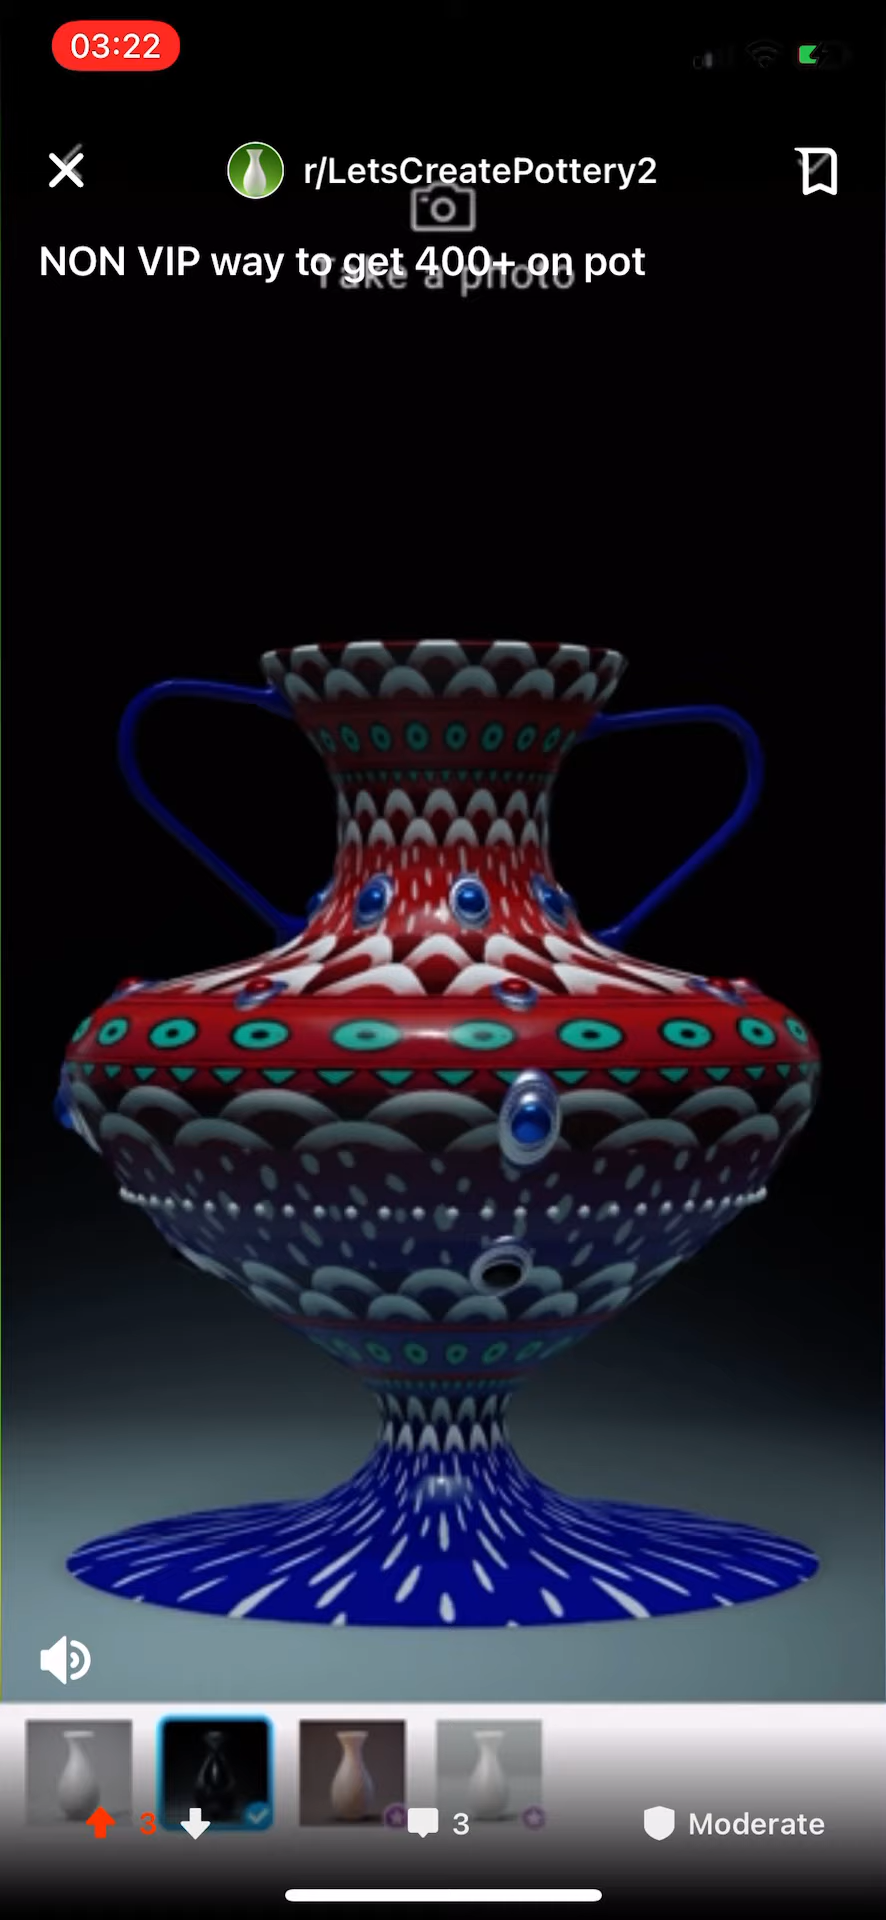 03:22
r/LetsCreatePottery2
NON VIP way to get 400+ on pot
Take a photo
3
3
Moderate